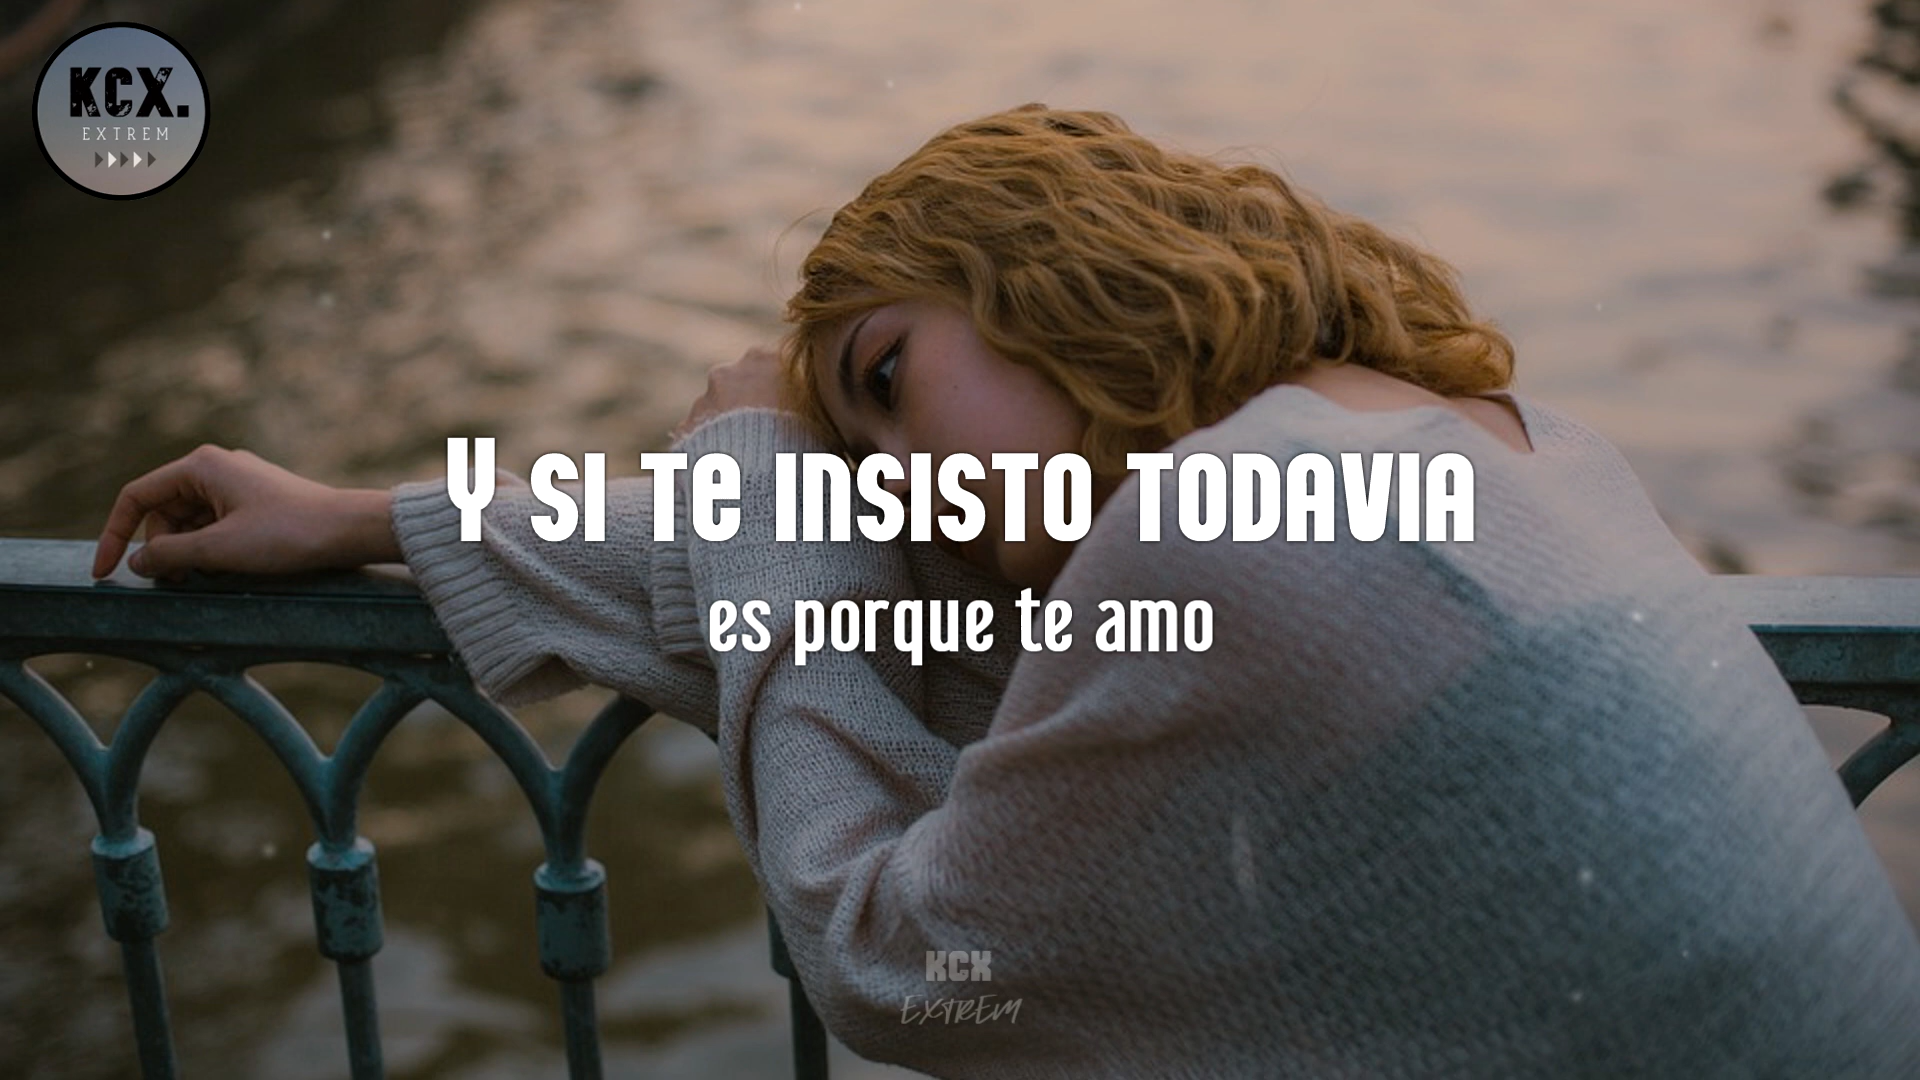 KCX.
EXTREM
Y SI TE INSISTO TODAVIA
es porque te amo
KCX
EXTREM